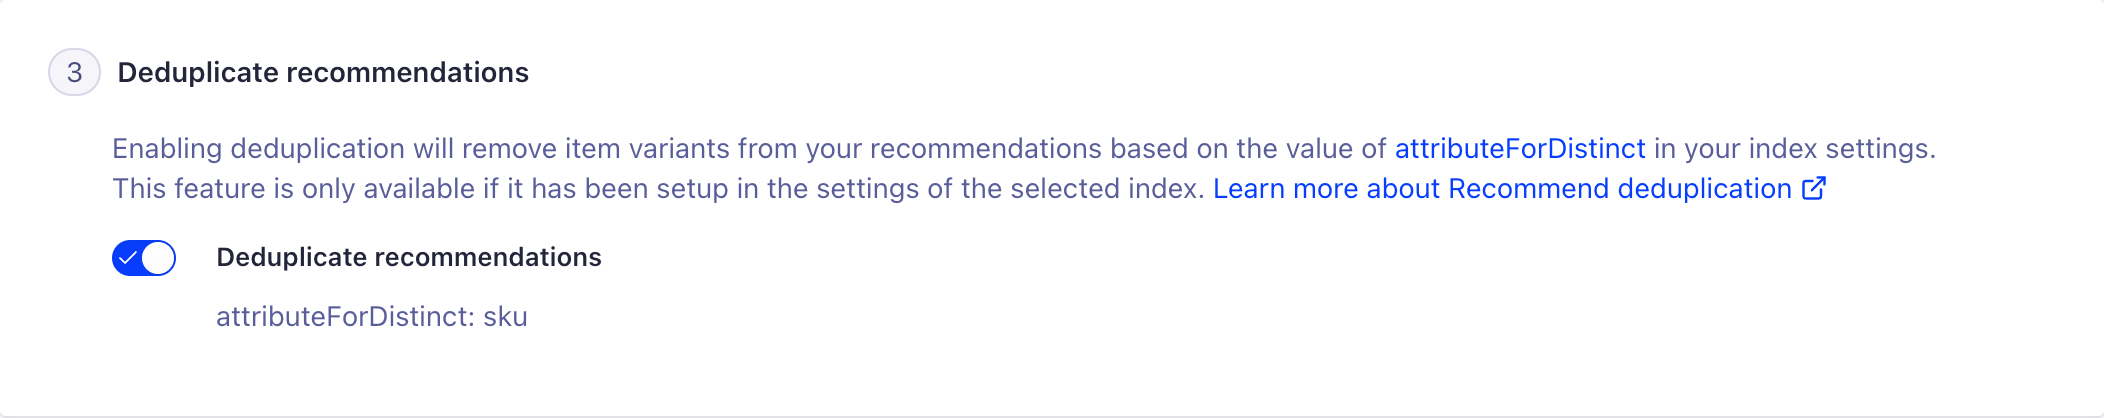 3 Deduplicate recommendations
Enabling deduplication will remove item variants from your recommendations based on the value of attributeForDistinct in your index settings.
This feature is only available if it has been setup in the settings of the selected index. Learn more about Recommend deduplication
Deduplicate recommendations
attributeForDistinct: sku